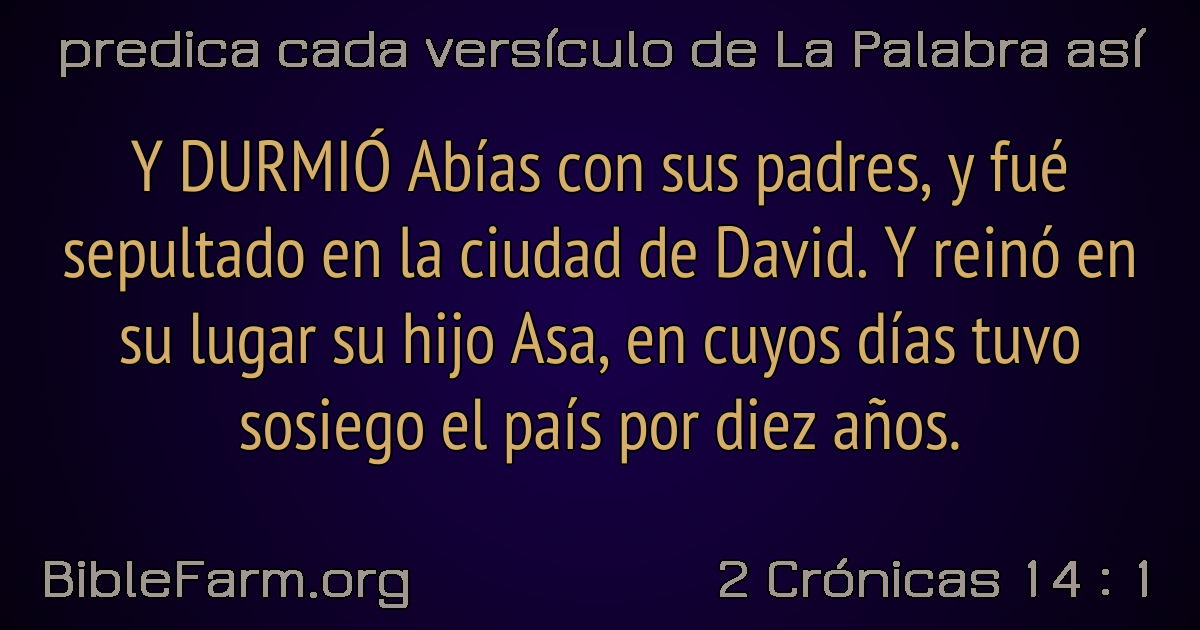 predica cada versículo de La Palabra así
Y DURMIÓ Abías con sus padres, y fué
sepultado en la ciudad de David. Y reinó en
su lugar su hijo Asa, en cuyos días tuvo
sosiego el país por diez años.
BibleFarm.org
2 Crónicas 14 : 1